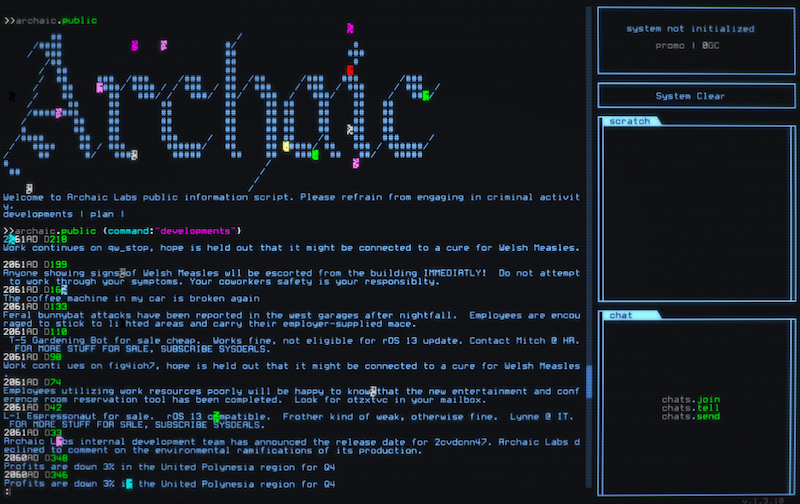 >>archaic.public
Archaic
Welcome to Archaic Labs public information script. Please refrain from engaging in criminal activit
y.
developments | plan |
>>archaic.public {command:"developments"}
2061AD D218
Work continues on qw_stop, hope is held out that it might be connected to a cure for Welsh Measles.
2061AD D199
Anyone showing signs of Welsh Measles wll be escorted from the building IMMEDIATLY!  Do not attempt
 to work through your symptoms. Your coworkers safety is your responsiblty.
2061AD
The coffee machine in my car is broken again
2061AD D133
Feral bunnybat attacks have been reported in the west garages after nightfall.  Employees are encou
raged to stick to li hted areas and carry their employer-supplied mace.
2061AD D110
 T-5 Gardening Bot for sale cheap.  Works fine, not eligible for rOS 13 update. Contact Mitch @ HR.
  FOR MORE STUFF FOR SALE, SUBSCRIBE SYSDEALS.
2061AD D90
Work conti ues on fg4ioh7, hope is held out that it might be connected to a cure for Welsh Measles
.
2061AD D74
Employees utilizing work resources poorly will be happy to know that the new entertainment and conf
erence room reservation tool has been completed.  Look for otzxtvc in your mailbox.
2061AD D42
L-1 Espressonaut for sale.  rOS 13 compatible.  Frother kind of weak, otherwise fine.  Lynne @ IT.
 FOR MORE STUFF FOR SALE, SUBSCRIBE SYSDEALS.
2061AD D33
Archaic Labs internal development team has announced the release date for 2cvdcnn47. Archaic Labs d
eclined to comment on the environmental ramifications of its production.
2060AD D348
Profits are down 3% in the United Polynesia region for Q4
2060AD D346
Profits are down 3% is the United Polynesia region for Q4
system not initialized
promo | 0GC
System Clear
scratch
chat
chats.join
chats.tell
chats.send
v.1.3.10